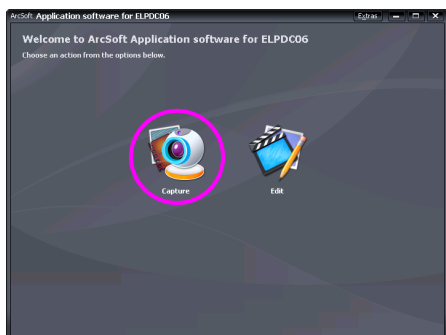 ArcSoft Application software for ELPDC06 Extras
Welcome to ArcSoft Application software for ELPDC06
Choose an action from the options below.
Capture Edit